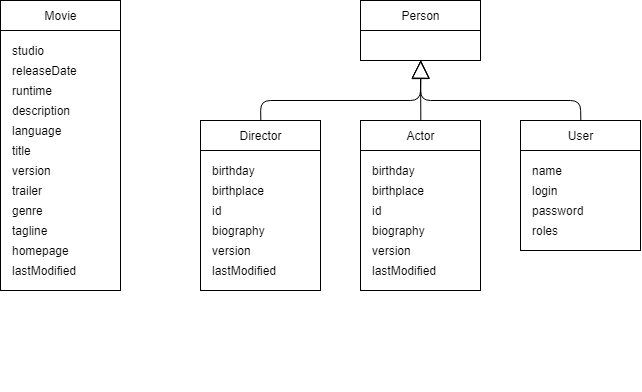 Movie
studio
releaseDate
runtime
description
language
title
version
trailer
genre
tagline
homepage
lastModified
Person
Director
birthday
birthplace
id
biography
version
lastModified
Actor
birthday
birthplace
id
biography
version
lastModified
User
name
login
password
roles